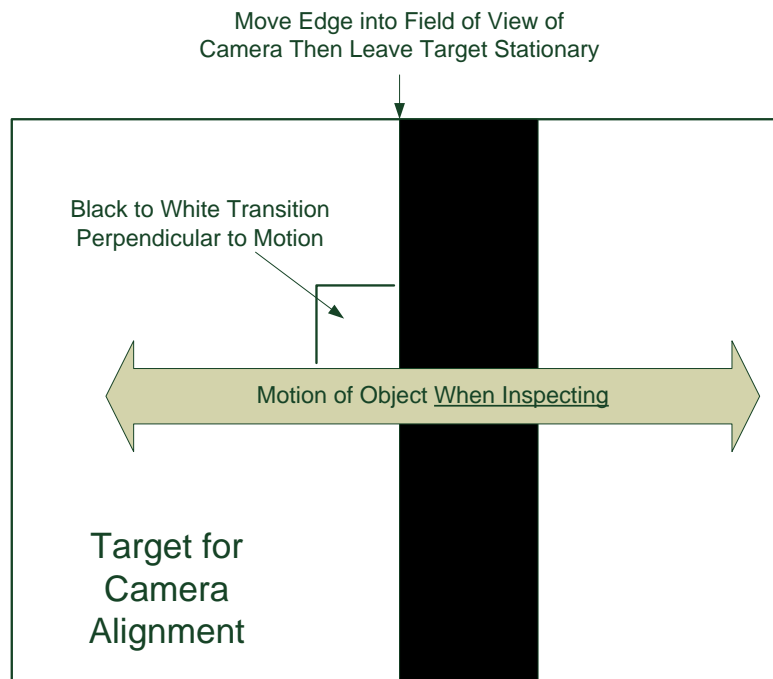 Move Edge into Field of View of
Camera Then Leave Target Stationary
Black to White Transition
Perpendicular to Motion
Motion of Object When Inspecting
Target for
Camera
Alignment